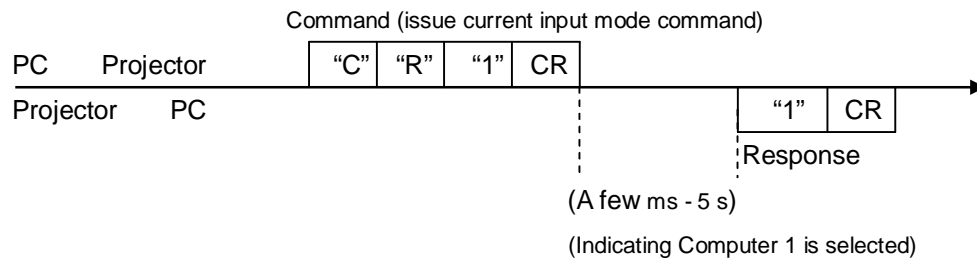 Command (issue current input mode command)
PC Projector “C” “R” “1” CR
Projector PC “1” CR
Response
(A few ms - 5 s)
(Indicating Computer 1 is selected)